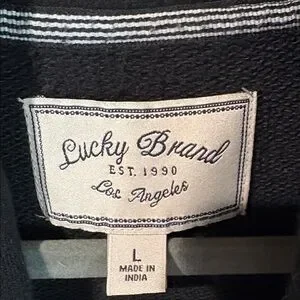 Lucky Brand
EST. 1990
Los Angeles
L
MADE IN
INDIA